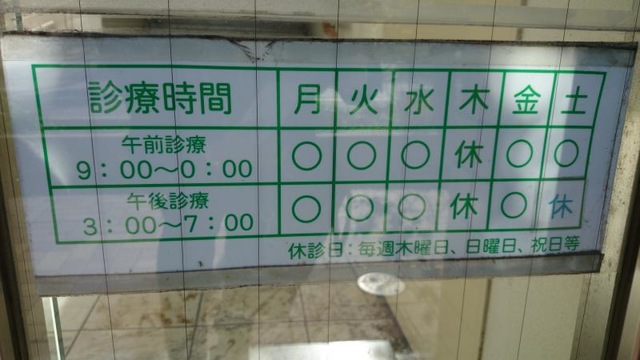 診療時間 月 火 水 木 金 土
午前診療
9：00〜0：00 ○ ○ ○ 休 ○ ○
午後診療
3：00〜7：00 ○ ○ ○ 休 ○ 休
休診日：毎週木曜日、日曜日、祝日等